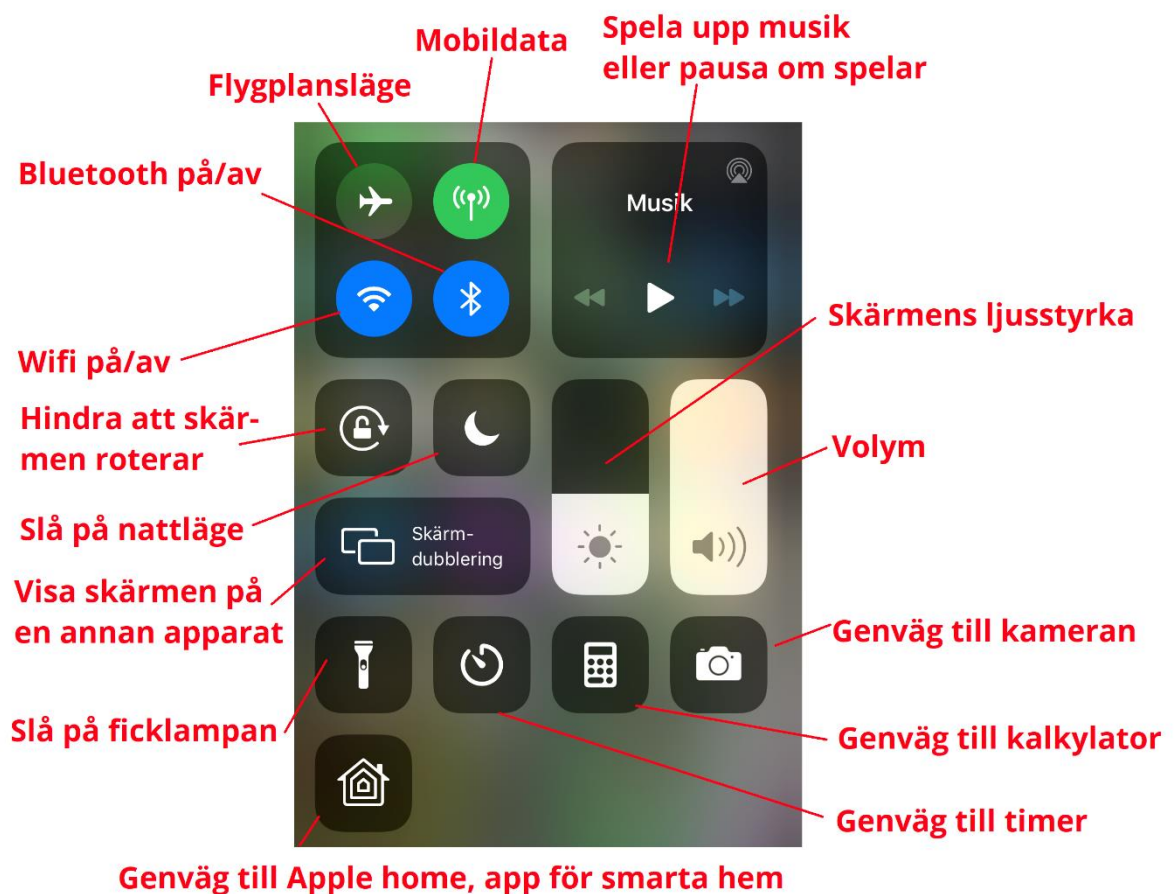 Mobildata
Spela upp musik
eller pausa om spelar
Flygplansläge
Bluetooth på/av
Musik
Skärmens ljusstyrka
Wifi på/av
Hindra att skär-
men roterar
Volym
Slå på nattläge
Skärm-
dubblering
Visa skärmen på
en annan apparat
Genväg till kameran
Slå på ficklampan
Genväg till kalkylator
Genväg till timer
Genväg till Apple home, app för smarta hem